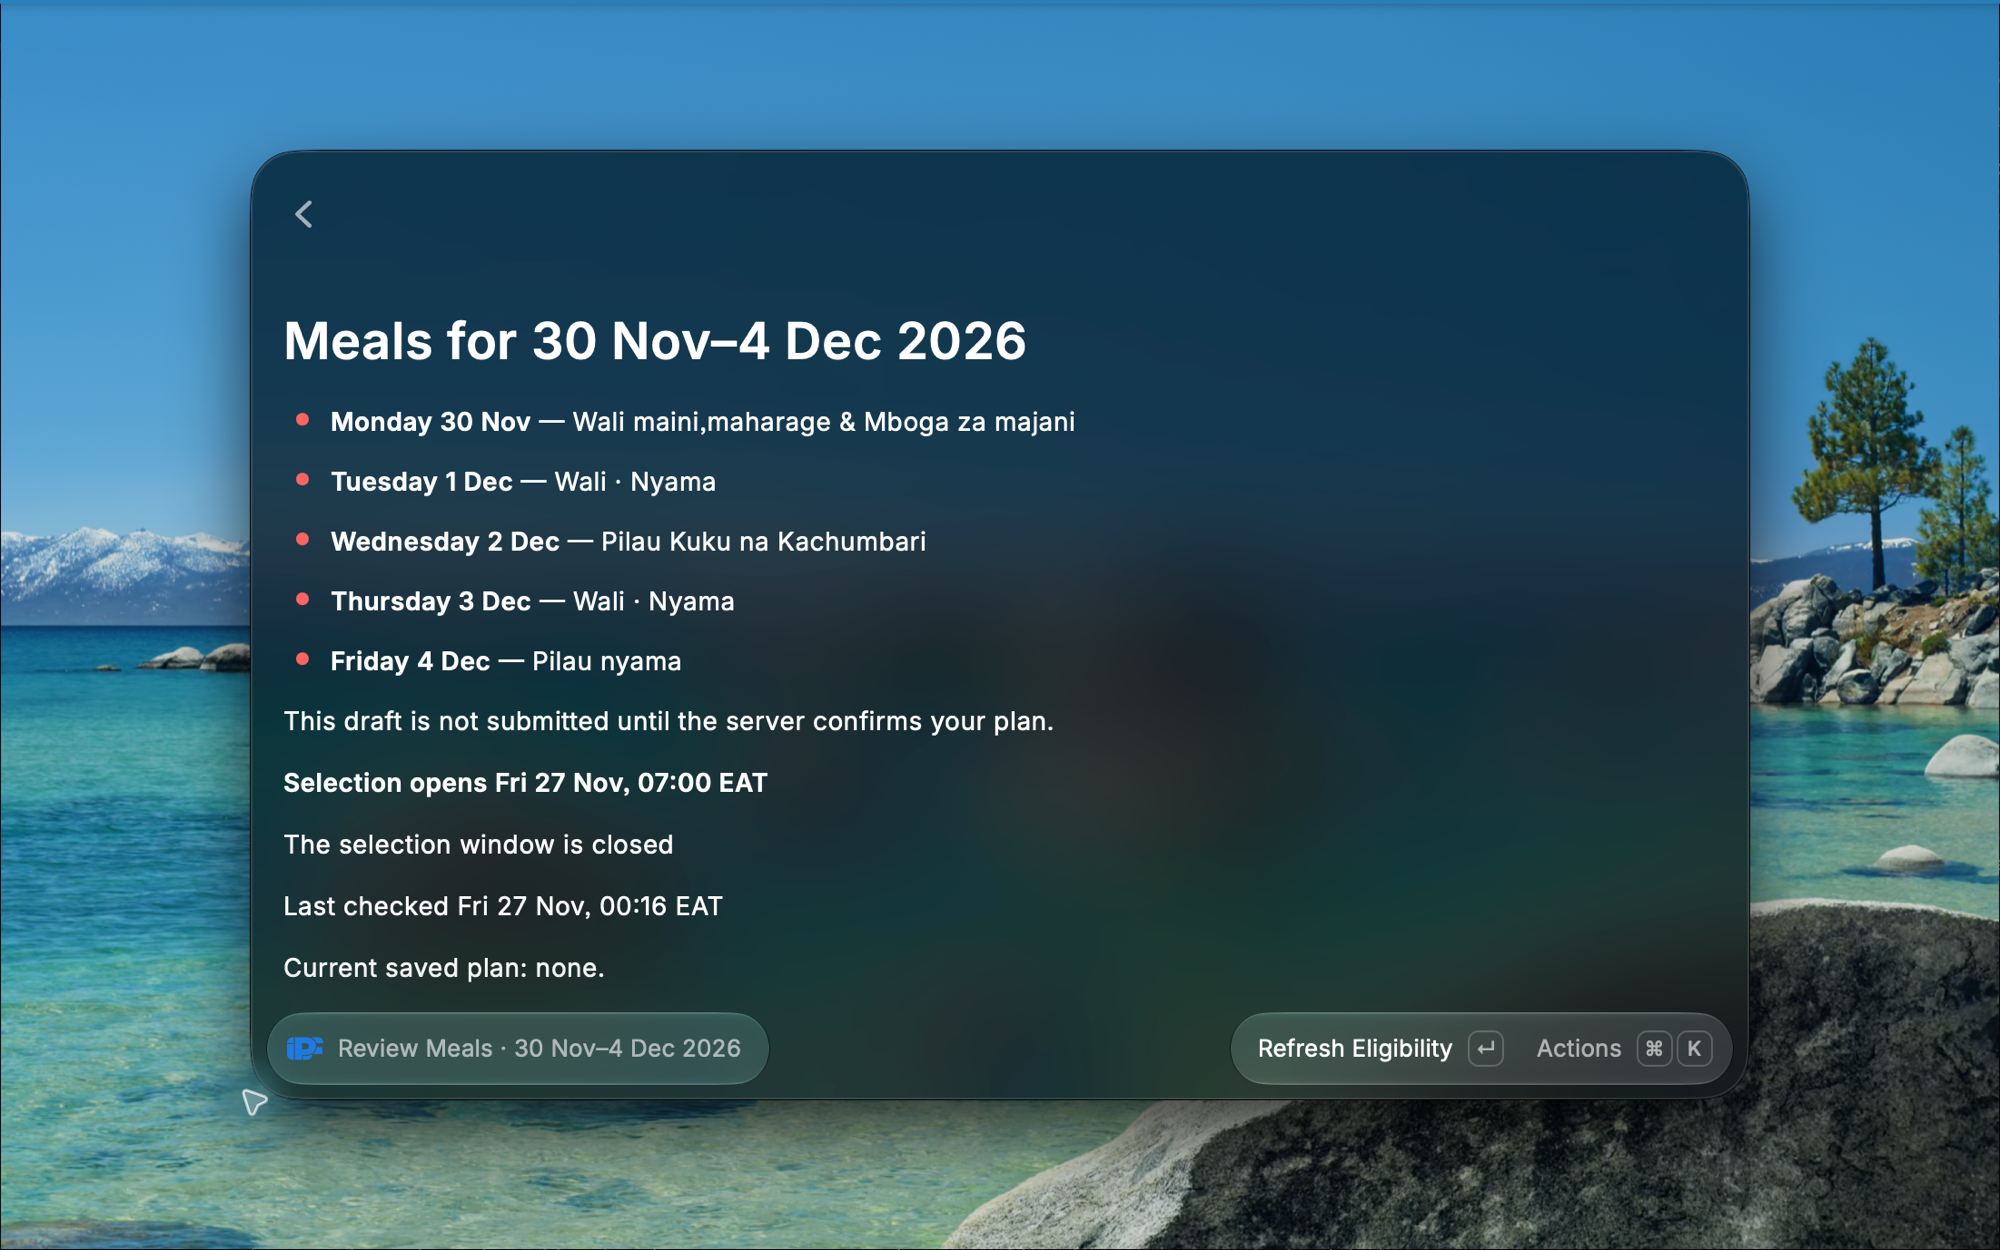 Meals for 30 Nov–4 Dec 2026
Monday 30 Nov — Wali maini,maharage & Mboga za majani
Tuesday 1 Dec — Wali · Nyama
Wednesday 2 Dec — Pilau Kuku na Kachumbari
Thursday 3 Dec — Wali · Nyama
Friday 4 Dec — Pilau nyama
This draft is not submitted until the server confirms your plan.
Selection opens Fri 27 Nov, 07:00 EAT
The selection window is closed
Last checked Fri 27 Nov, 00:16 EAT
Current saved plan: none.
Review Meals · 30 Nov–4 Dec 2026
Refresh Eligibility ↵ Actions ⌘ K